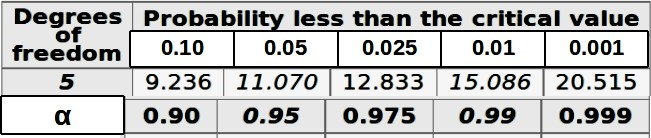 Degrees of freedom Probability less than the critical value
0.10 0.05 0.025 0.01 0.001
5 9.236 11.070 12.833 15.086 20.515
α 0.90 0.95 0.975 0.99 0.999